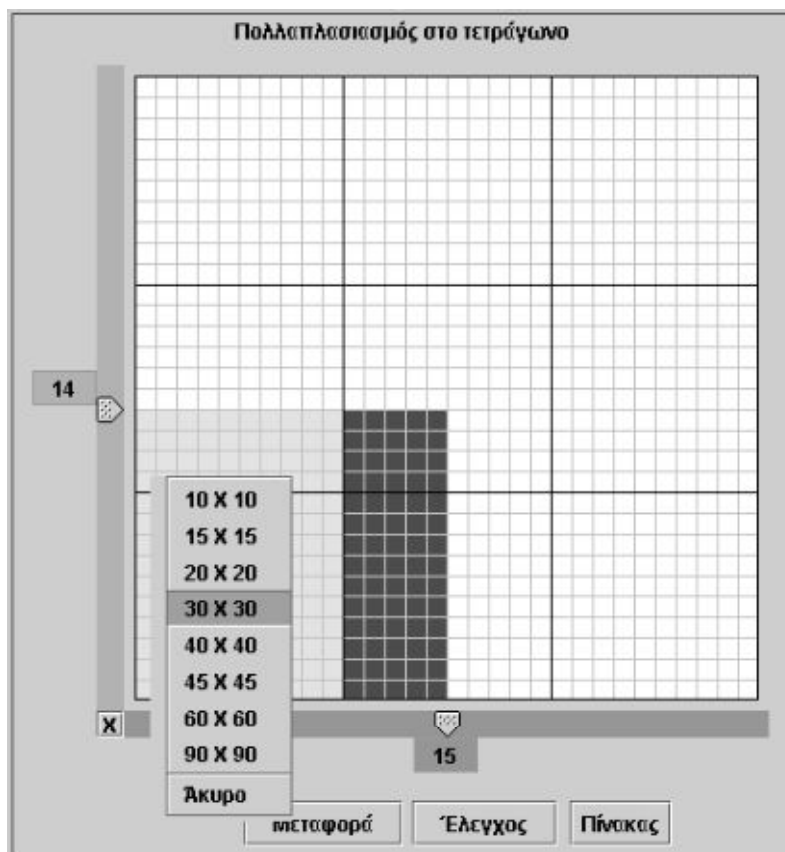 Πολλαπλασιασμός στο τετράγωνο
14
10 X 10
15 X 15
20 X 20
30 X 30
40 X 40
45 X 45
60 X 60
90 X 90
Άκυρο
X
15
Μεταφορά Έλεγχος Πίνακας